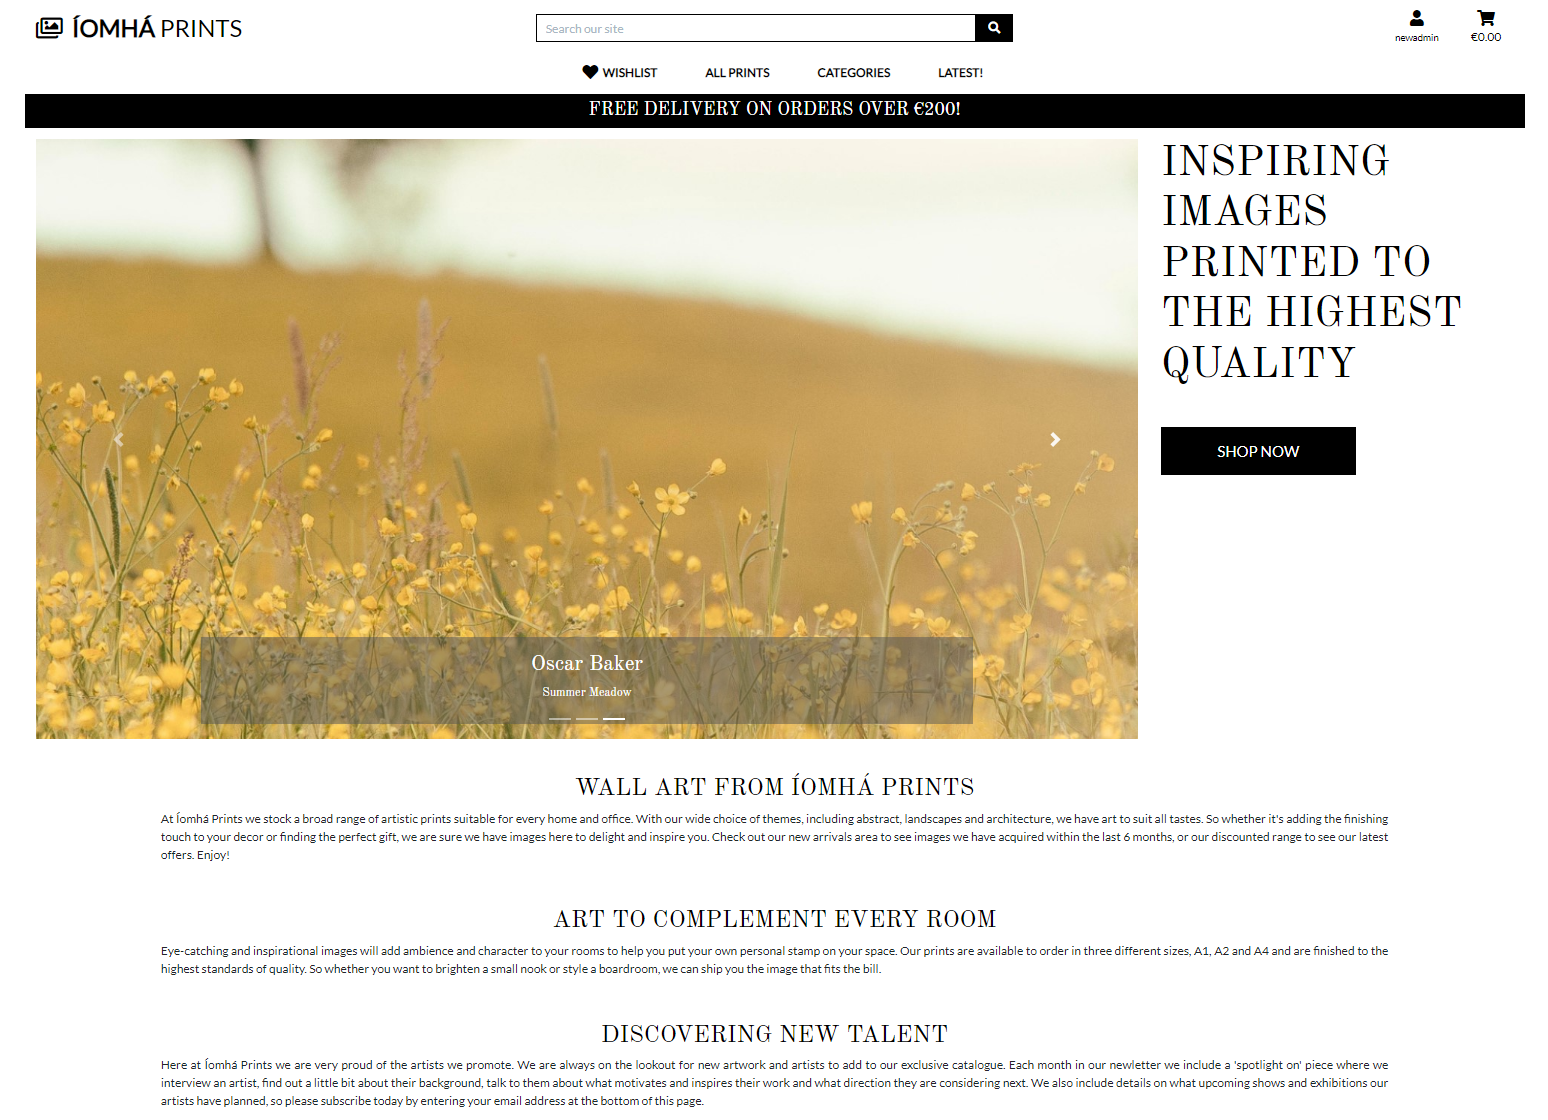 ÍOMHÁ PRINTS
Search our site
newadmin
€0.00
WISHLIST
ALL PRINTS
CATEGORIES
LATEST!
FREE DELIVERY ON ORDERS OVER €200!
INSPIRING
IMAGES
PRINTED TO
THE HIGHEST
QUALITY
SHOP NOW
Oscar Baker
Summer Meadow
WALL ART FROM ÍOMHÁ PRINTS
At Íomhá Prints we stock a broad range of artistic prints suitable for every home and office. With our wide choice of themes, including abstract, landscapes and architecture, we have art to suit all tastes. So whether it's adding the finishing
touch to your decor or finding the perfect gift, we are sure we have images here to delight and inspire you. Check out our new arrivals area to see images we have acquired within the last 6 months, or our discounted range to see our latest
offers. Enjoy!
ART TO COMPLEMENT EVERY ROOM
Eye-catching and inspirational images will add ambience and character to your rooms to help you put your own personal stamp on your space. Our prints are available to order in three different sizes, A1, A2 and A4 and are finished to the
highest standards of quality. So whether you want to brighten a small nook or style a boardroom, we can ship you the image that fits the bill.
DISCOVERING NEW TALENT
Here at Íomhá Prints we are very proud of the artists we promote. We are always on the lookout for new artwork and artists to add to our exclusive catalogue. Each month in our newletter we include a 'spotlight on' piece where we
interview an artist, find out a little bit about their background, talk to them about what motivates and inspires their work and what direction they are considering next. We also include details on what upcoming shows and exhibitions our
artists have planned, so please subscribe today by entering your email address at the bottom of this page.